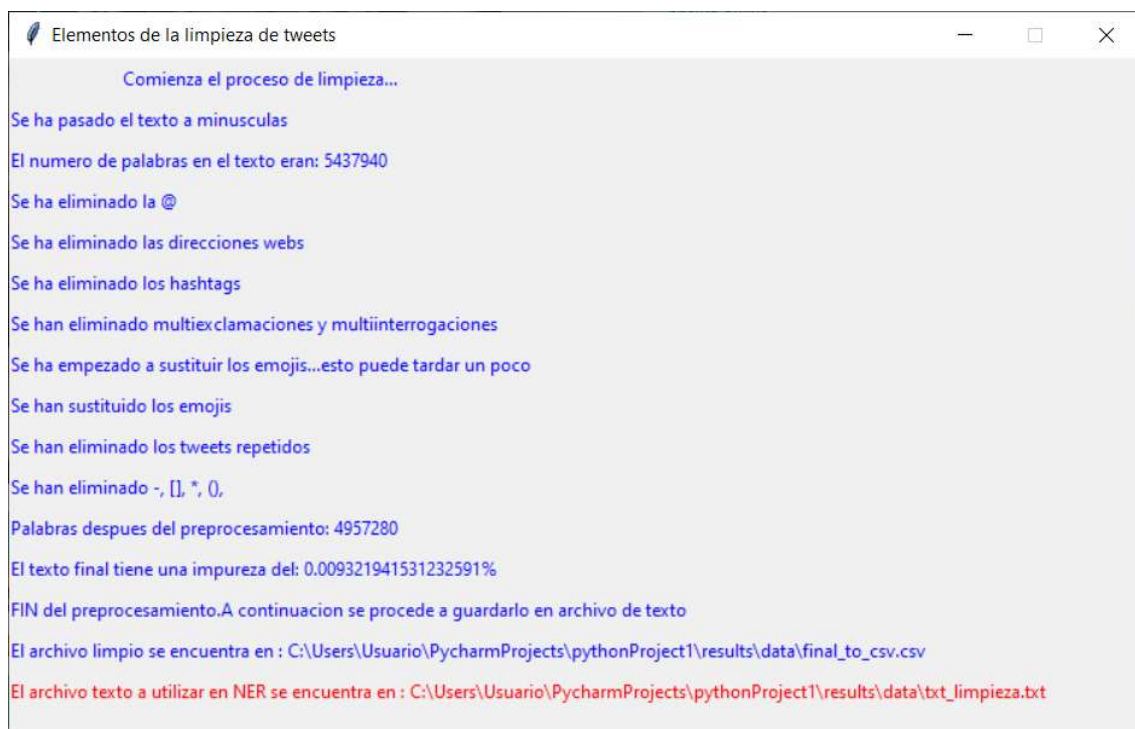 Elementos de la limpieza de tweets
Comienza el proceso de limpieza...
Se ha pasado el texto a minusculas
El numero de palabras en el texto eran: 5437940
Se ha eliminado la @
Se ha eliminado las direcciones webs
Se ha eliminado los hashtags
Se han eliminado multiexclamaciones y multiinterrogaciones
Se ha empezado a sustituir los emojis...esto puede tardar un poco
Se han sustituido los emojis
Se han eliminado los tweets repetidos
Se han eliminado -, [], *, (),
Palabras despues del preprocesamiento: 4957280
El texto final tiene una impureza del: 0.009321941531232591%
FIN del preprocesamiento.A continuacion se procede a guardarlo en archivo de texto
El archivo limpio se encuentra en : C:\Users\Usuario\PycharmProjects\pythonProject1\results\data\final_to_csv.csv
El archivo texto a utilizar en NER se encuentra en : C:\Users\Usuario\PycharmProjects\pythonProject1\results\data\txt_limpieza.txt